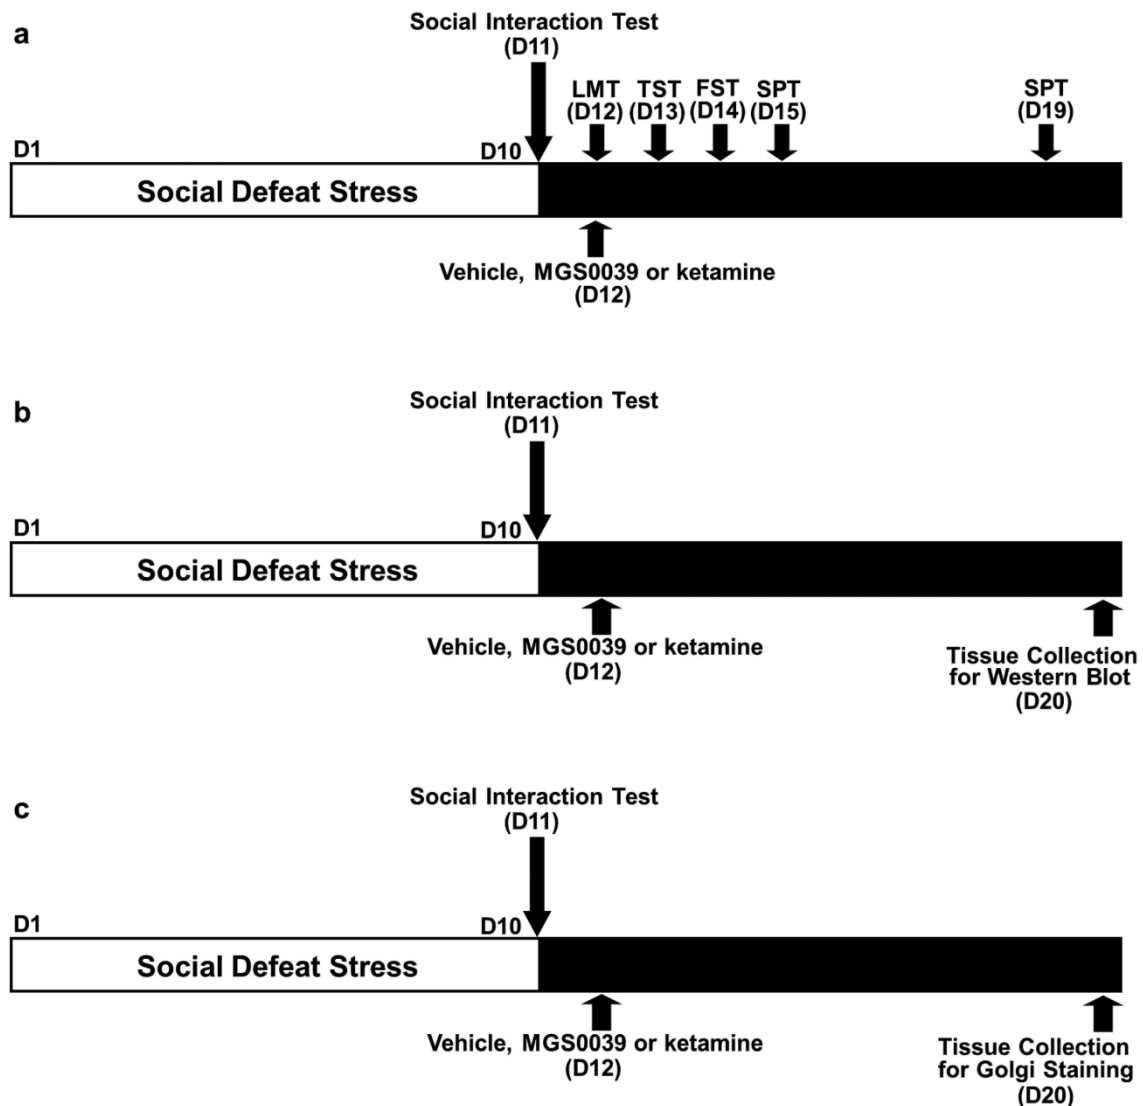 a
Social Interaction Test
(D11)
LMT TST FST SPT SPT
(D12) (D13) (D14) (D15) (D19)
D1 D10
Social Defeat Stress
Vehicle, MGS0039 or ketamine
(D12)
b
Social Interaction Test
(D11)
D1 D10
Social Defeat Stress
Vehicle, MGS0039 or ketamine
(D12)
Tissue Collection
for Western Blot
(D20)
c
Social Interaction Test
(D11)
D1 D10
Social Defeat Stress
Vehicle, MGS0039 or ketamine
(D12)
Tissue Collection
for Golgi Staining
(D20)